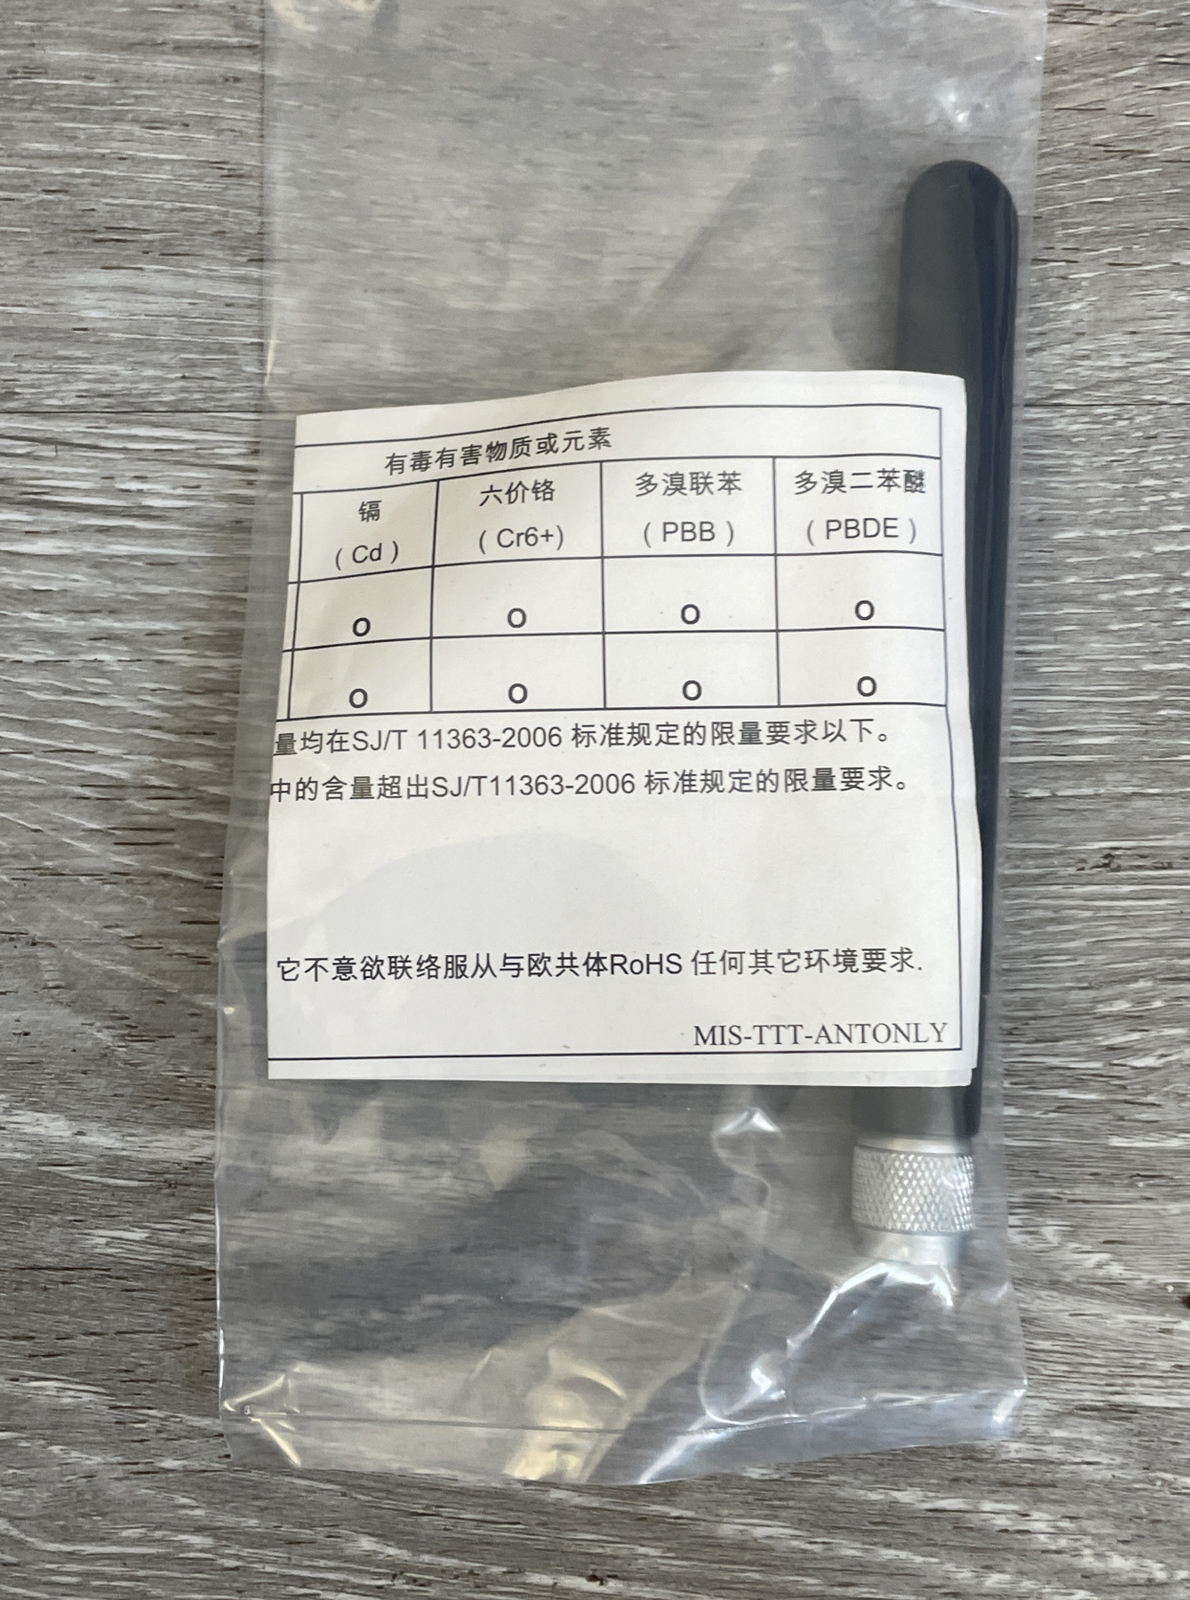 有毒有害物质或元素
镉 六价铬 多溴联苯 多溴二苯醚
(Cd) (Cr6+) (PBB) (PBDE)
O O O O
O O O O
量均在SJ/T 11363-2006 标准规定的限量要求以下。
中的含量超出SJ/T11363-2006 标准规定的限量要求。
它不意欲联络服从与欧共体RoHS 任何其它环境要求.
MIS-TTT-ANTONLY